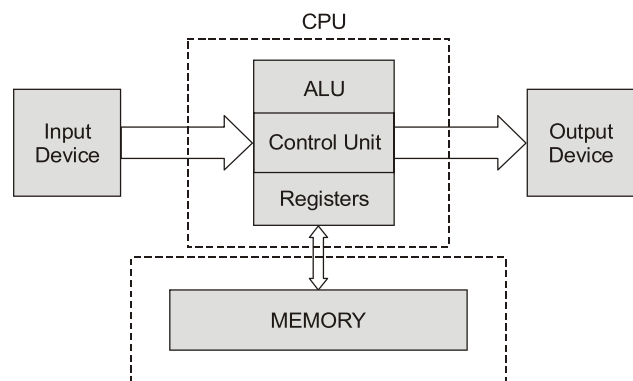 CPU
ALU
Input
Device
Control Unit
Output
Device
Registers
MEMORY